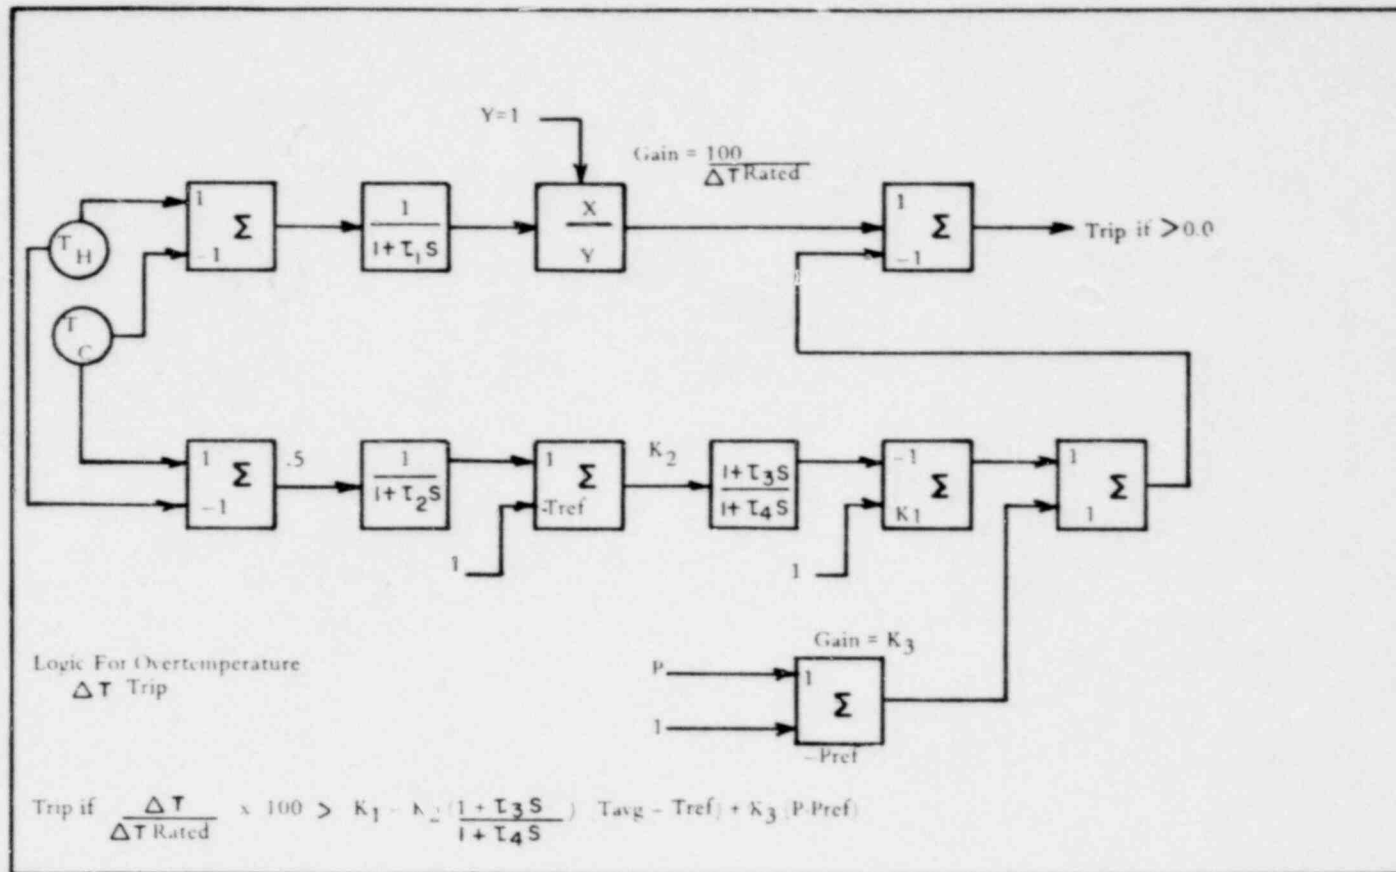 Y=1
Gain = 100
ΔT Rated
T H
T C
1
-1
Σ
1
1+τ1S
X
Y
1
-1
Σ
Trip if >0.0
1
-1
Σ
.5
1
1+τ2S
1
-Tref
Σ
1
K2
1+τ3S
1+τ4S
-1
K1
Σ
1
1
1
Σ
Gain = K3
P
1
1
Σ
-Pref
Logic For Overtemperature
ΔT Trip
Trip if ΔT / ΔT Rated x 100 > K1 - K2 (1 + τ3S / 1 + τ4S) Tavg - Tref) + K3 (P-Pref)